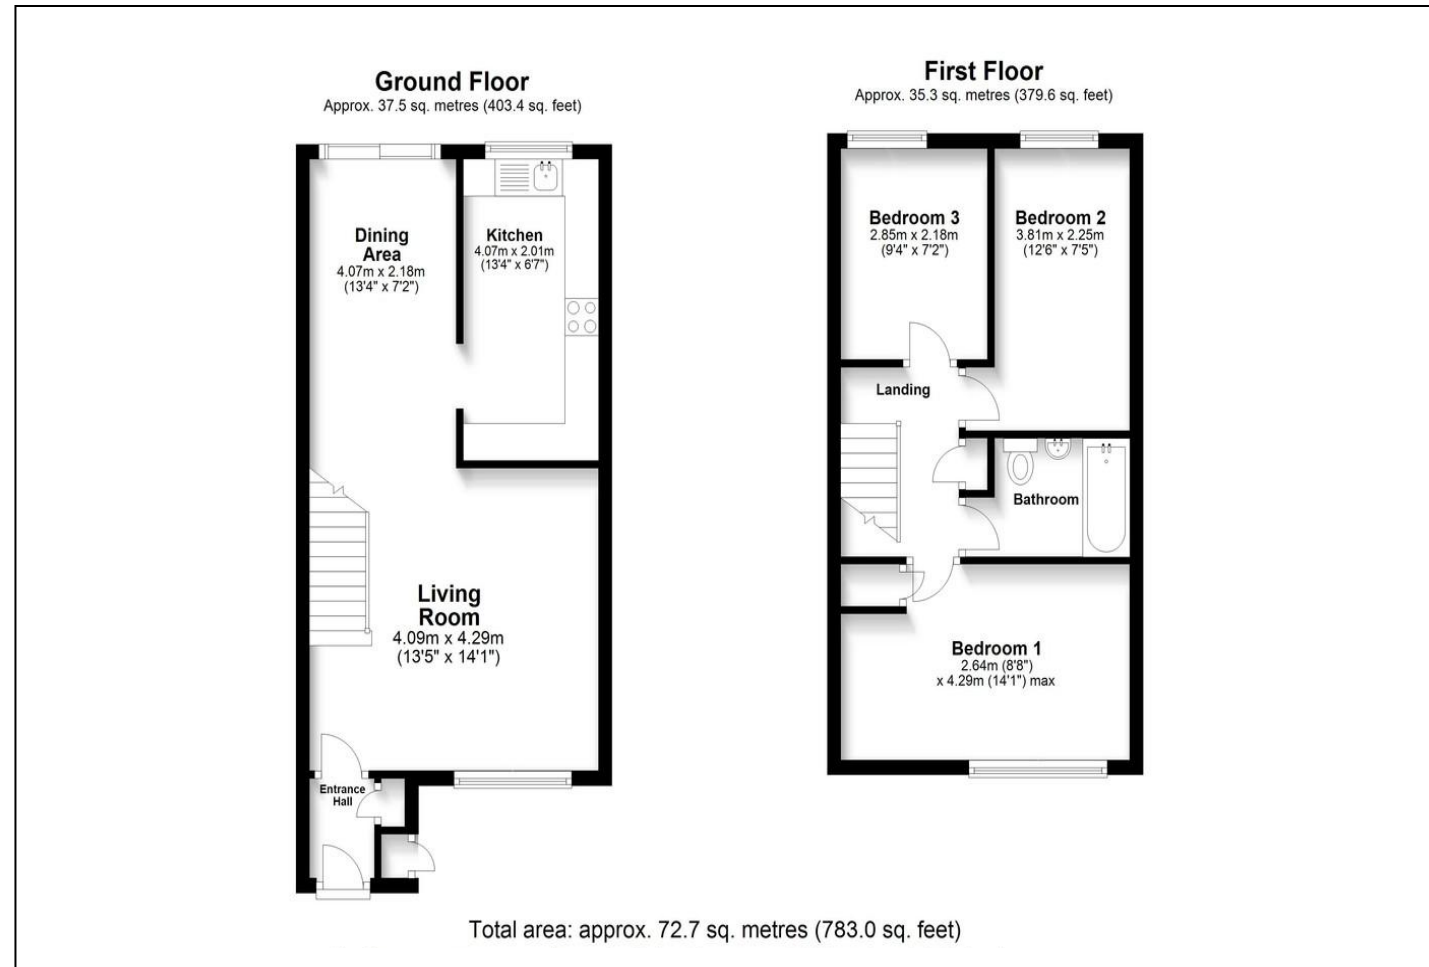 Ground Floor
Approx. 37.5 sq. metres (403.4 sq. feet)
Dining
Area
4.07m x 2.18m
(13'4" x 7'2")
Kitchen
4.07m x 2.01m
(13'4" x 6'7")
Living
Room
4.09m x 4.29m
(13'5" x 14'1")
Entrance
Hall
First Floor
Approx. 35.3 sq. metres (379.6 sq. feet)
Bedroom 3
2.85m x 2.18m
(9'4" x 7'2")
Bedroom 2
3.81m x 2.25m
(12'6" x 7'5")
Landing
Bathroom
Bedroom 1
2.64m (8'8")
x 4.29m (14'1") max
Total area: approx. 72.7 sq. metres (783.0 sq. feet)